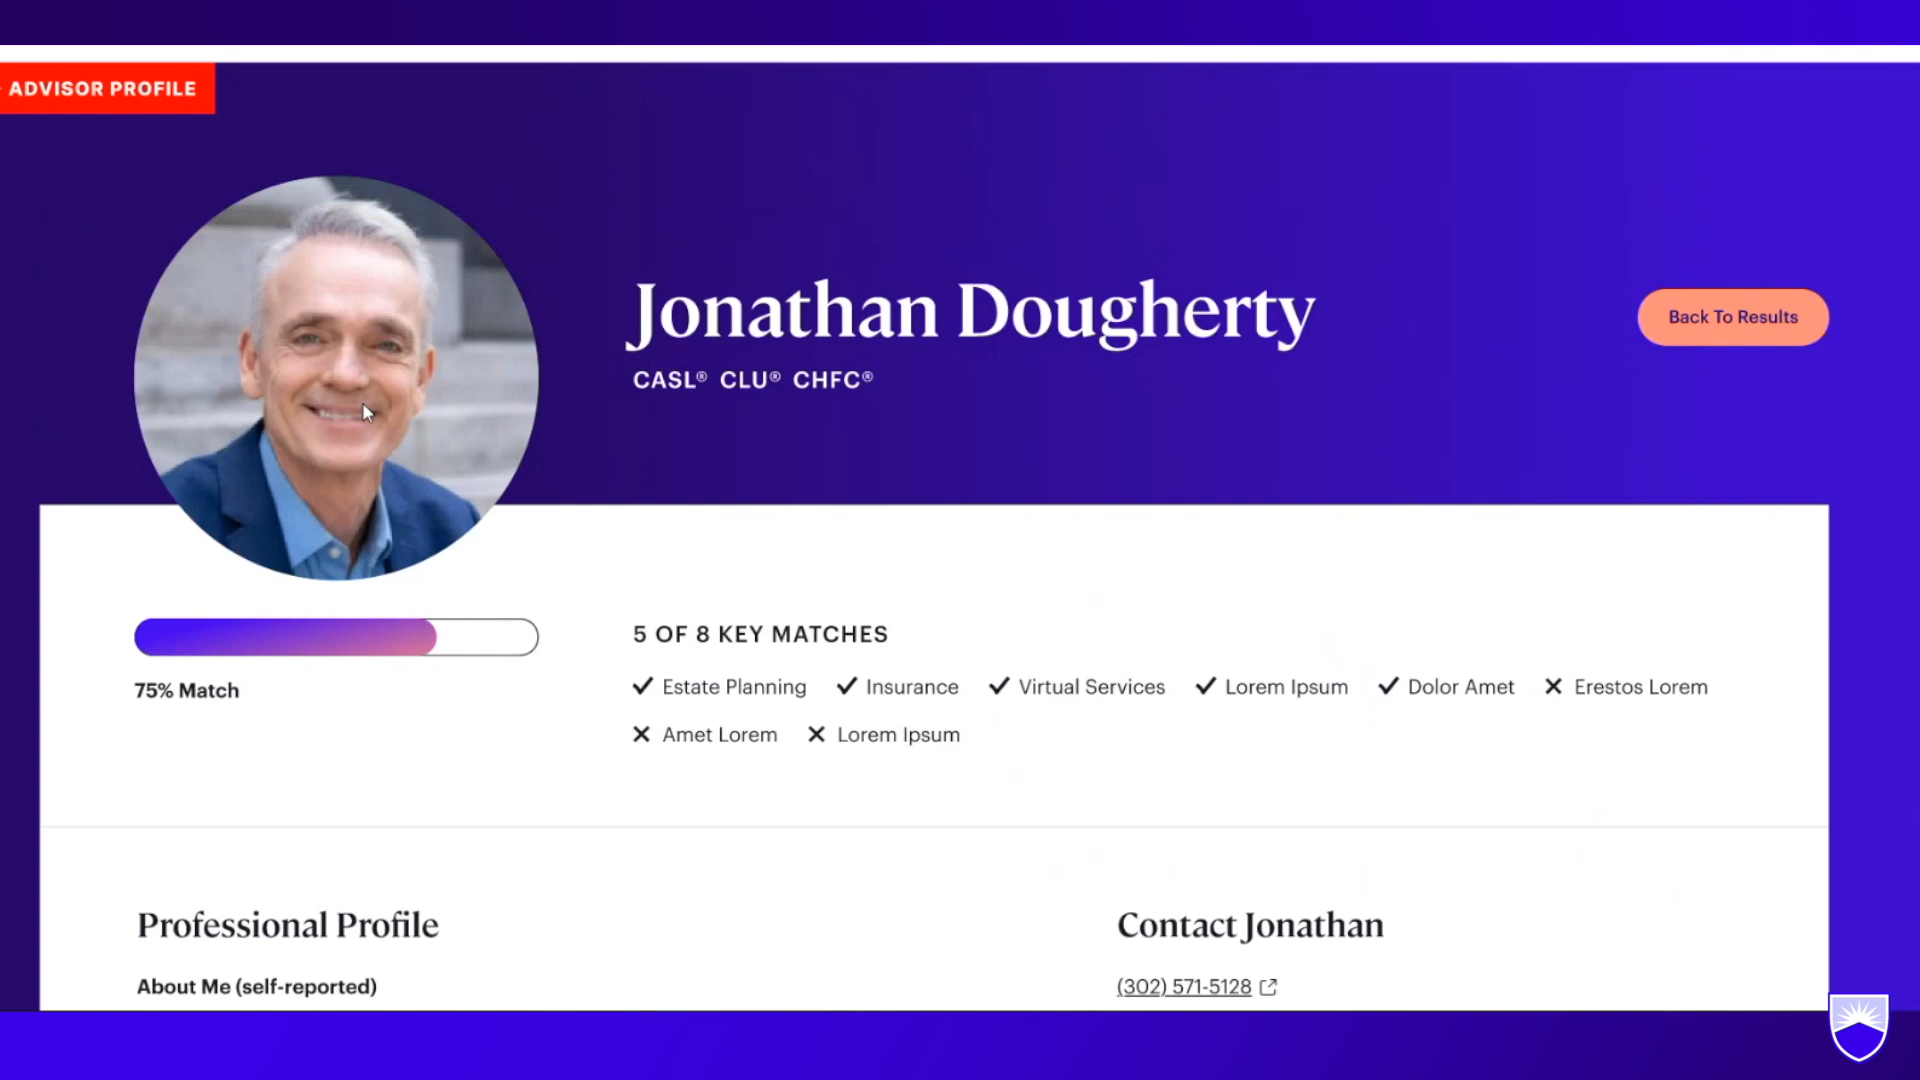 ADVISOR PROFILE
Jonathan Dougherty
CASL® CLU® CHFC®
Back To Results
75% Match
5 OF 8 KEY MATCHES
✓ Estate Planning ✓ Insurance ✓ Virtual Services ✓ Lorem Ipsum ✓ Dolor Amet ✕ Erestos Lorem
✕ Amet Lorem ✕ Lorem Ipsum
Professional Profile
About Me (self-reported)
Contact Jonathan
(302) 571-5128